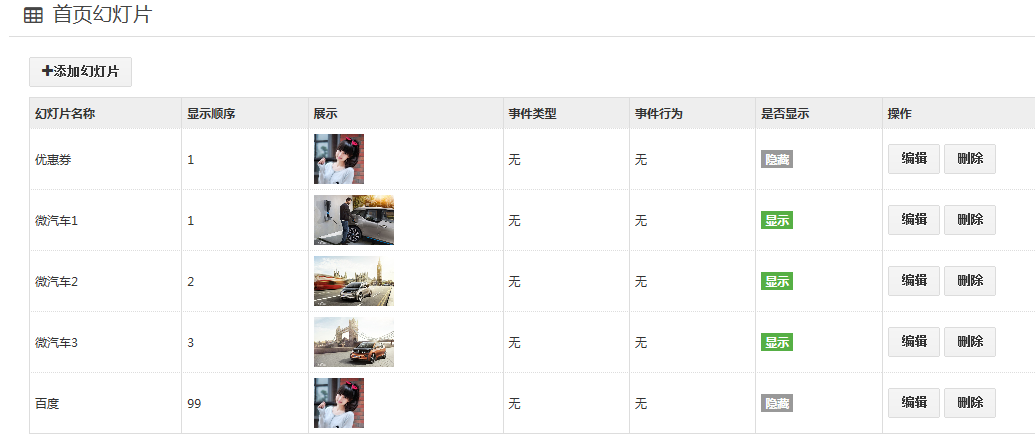 首页幻灯片
添加幻灯片
幻灯片名称 显示顺序 展示 事件类型 事件行为 是否显示 操作
优惠券 1 无 无 隐藏 编辑 删除
微汽车1 1 无 无 显示 编辑 删除
微汽车2 2 无 无 显示 编辑 删除
微汽车3 3 无 无 显示 编辑 删除
百度 99 无 无 隐藏 编辑 删除